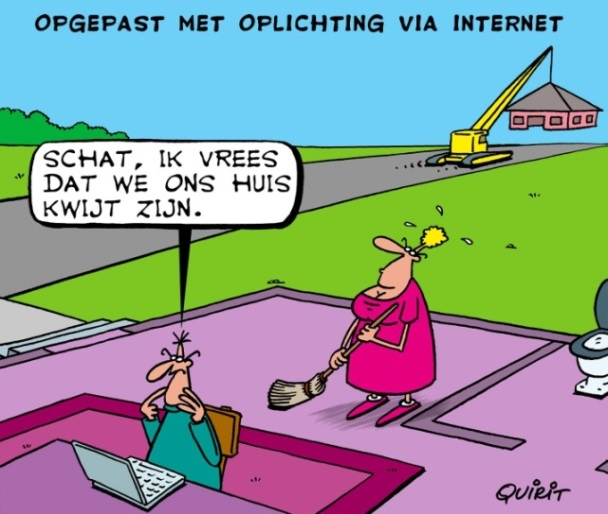 OPGEPAST MET OPLICHTING VIA INTERNET
SCHAT, IK VREES
DAT WE ONS HUIS
KWIJT ZIJN.
QUIRIT